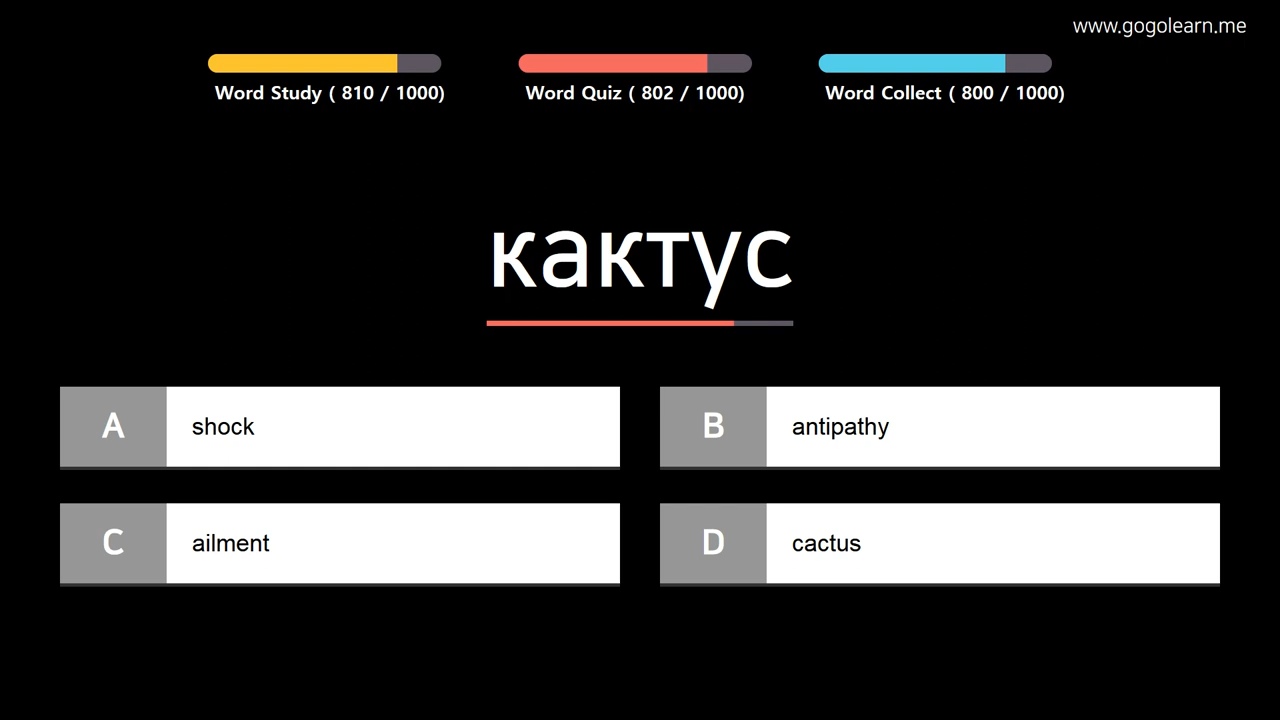 www.gogolearn.me
Word Study ( 810 / 1000)
Word Quiz ( 802 / 1000)
Word Collect ( 800 / 1000)
кактус
A shock
B antipathy
C ailment
D cactus